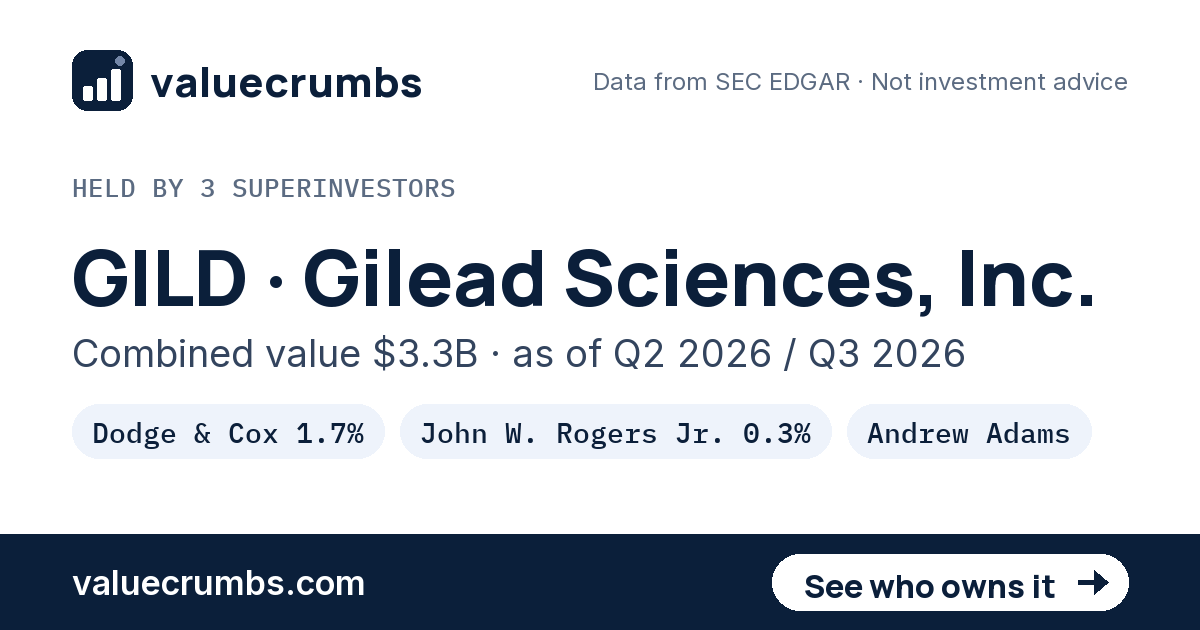 valuecrumbs
Data from SEC EDGAR · Not investment advice
HELD BY 3 SUPERINVESTORS
GILD · Gilead Sciences, Inc.
Combined value $3.3B · as of Q2 2026 / Q3 2026
Dodge & Cox 1.7% John W. Rogers Jr. 0.3% Andrew Adams
valuecrumbs.com
See who owns it →